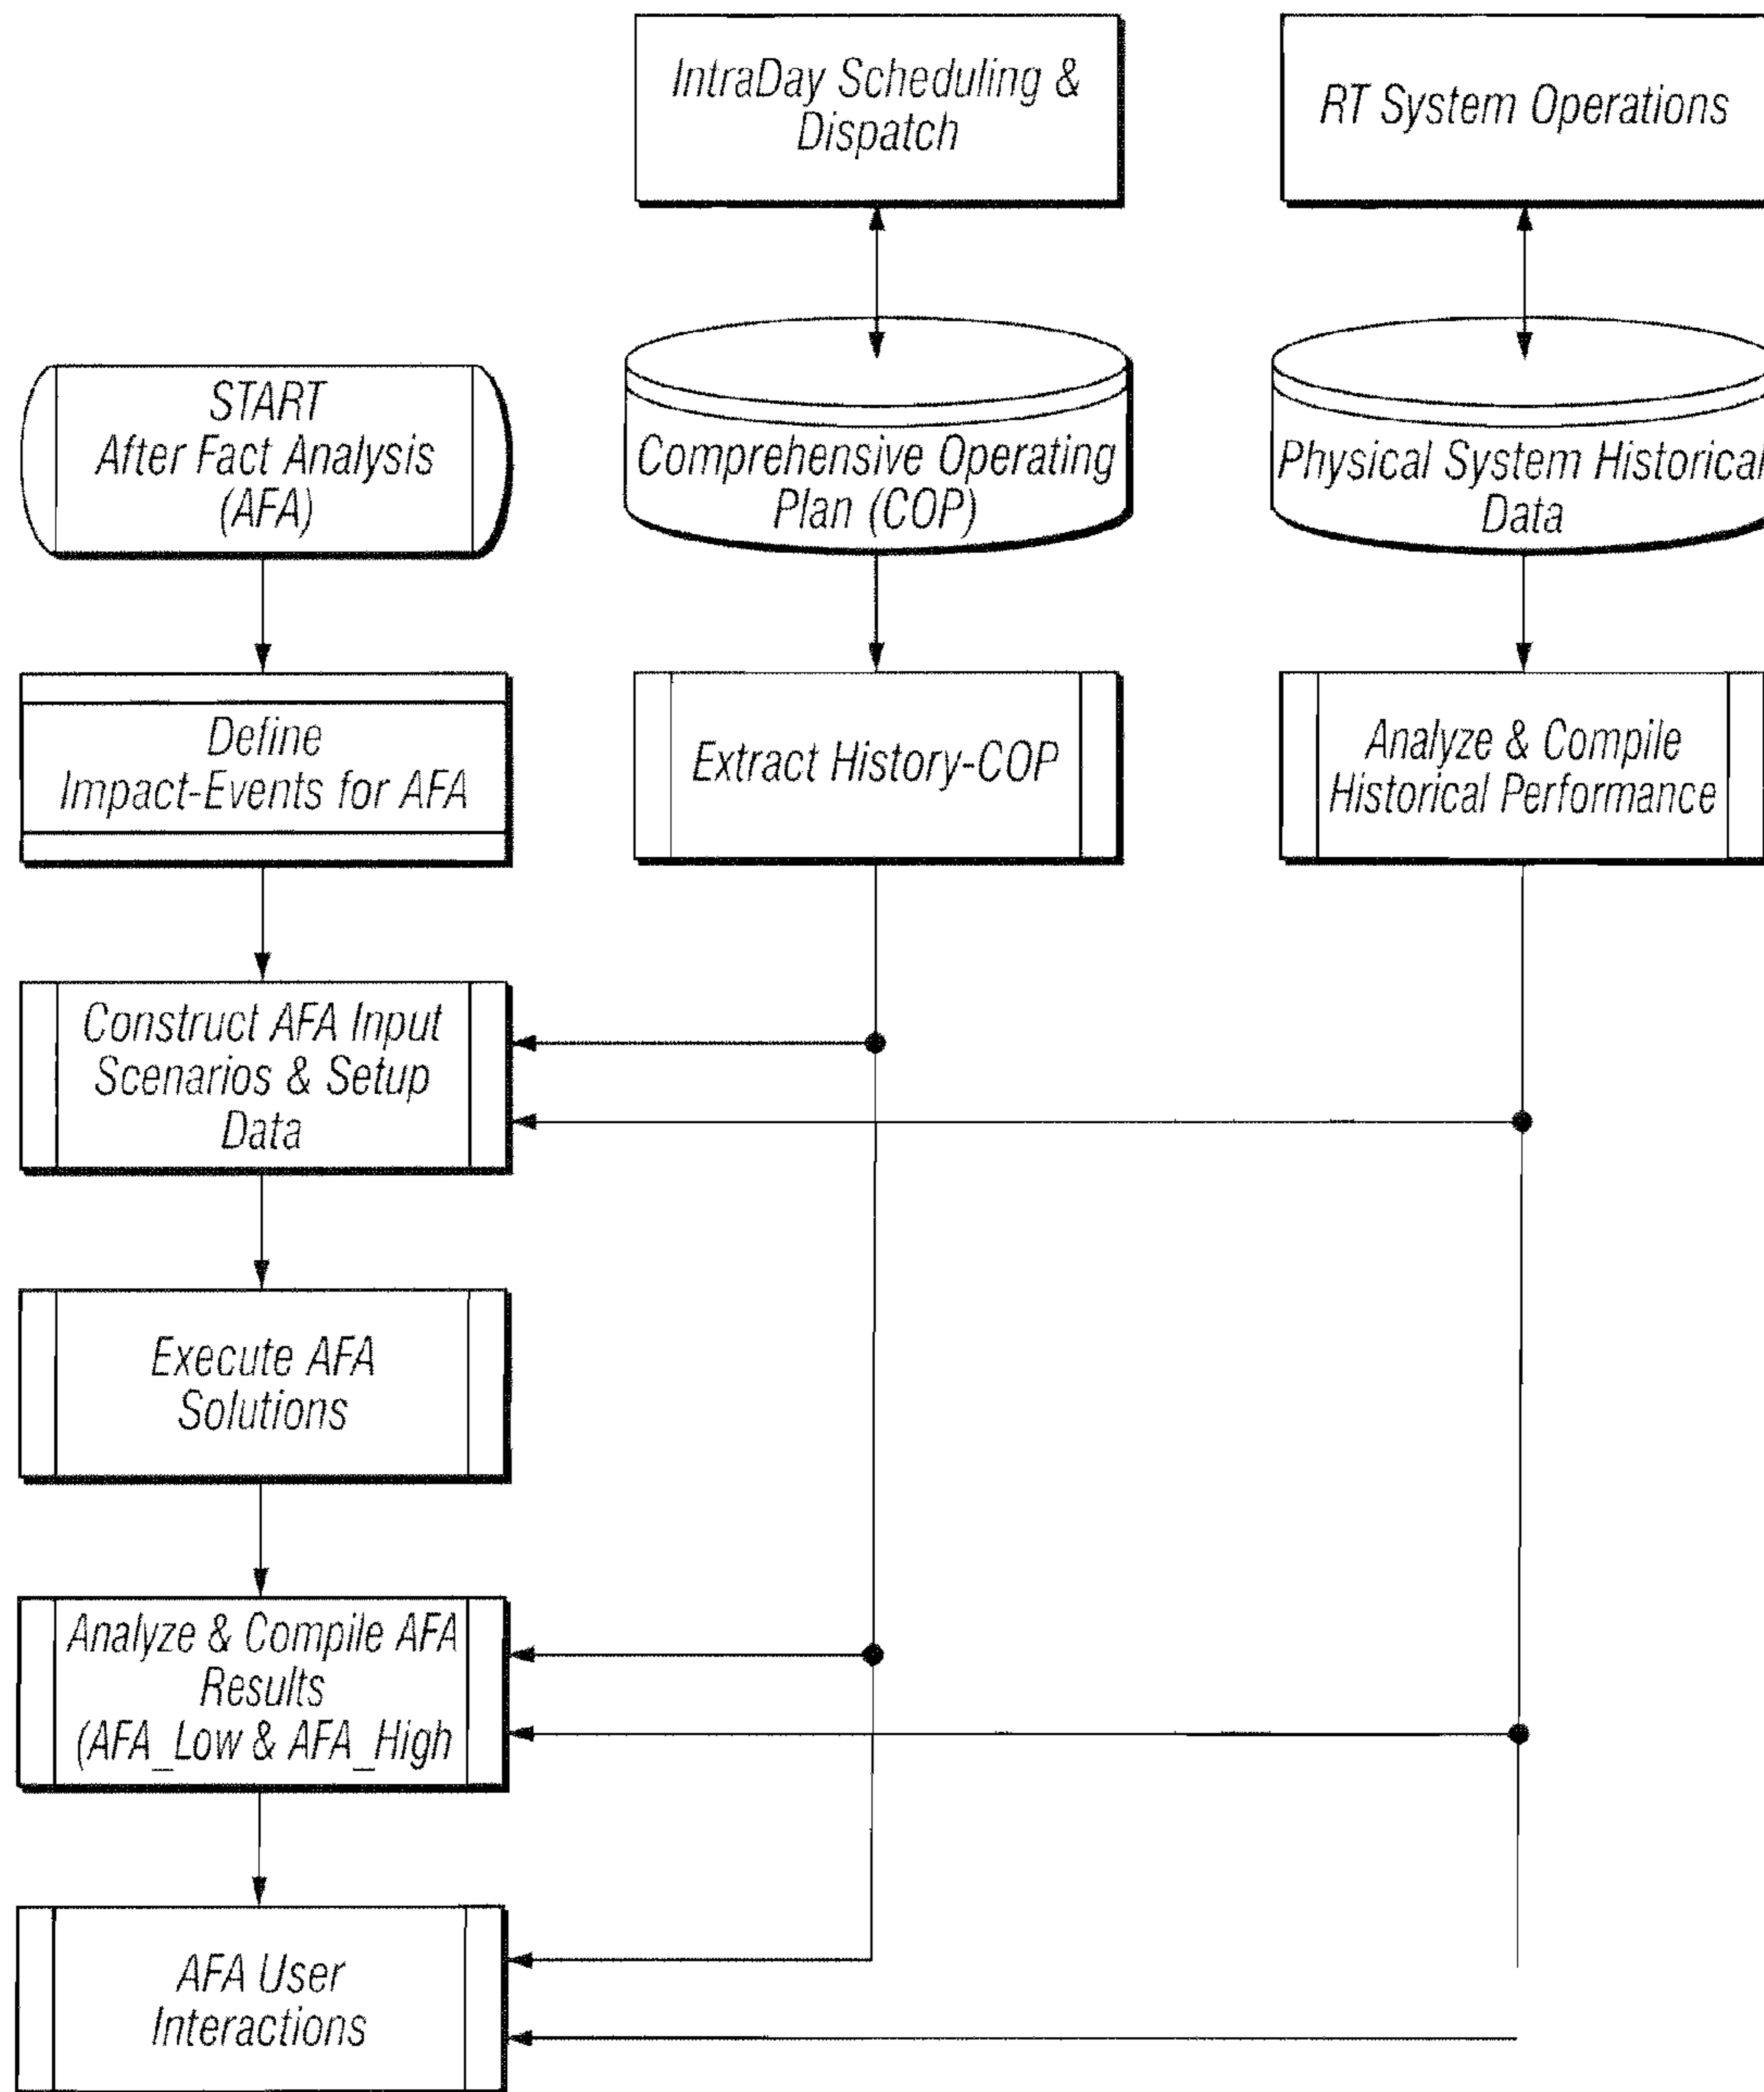 IntraDay Scheduling &
Dispatch
RT System Operations
START
After Fact Analysis
(AFA)
Comprehensive Operating
Plan (COP)
Physical System Historical
Data
Define
Impact-Events for AFA
Extract History-COP
Analyze & Compile
Historical Performance
Construct AFA Input
Scenarios & Setup
Data
Execute AFA
Solutions
Analyze & Compile AFA
Results
(AFA_Low & AFA_High
AFA User
Interactions